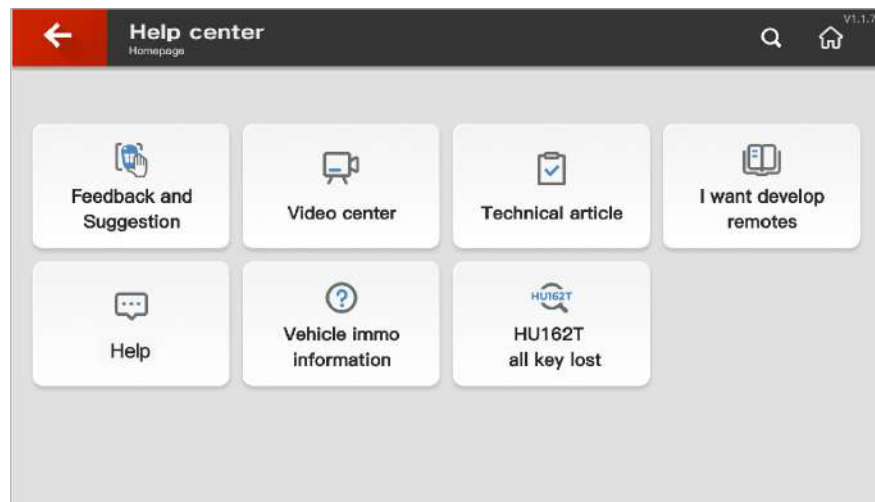 Help center
Homepage
V1.1.7
Feedback and
Suggestion
Video center
Technical article
I want develop
remotes
Help
Vehicle immo
information
HU162T
HU162T
all key lost